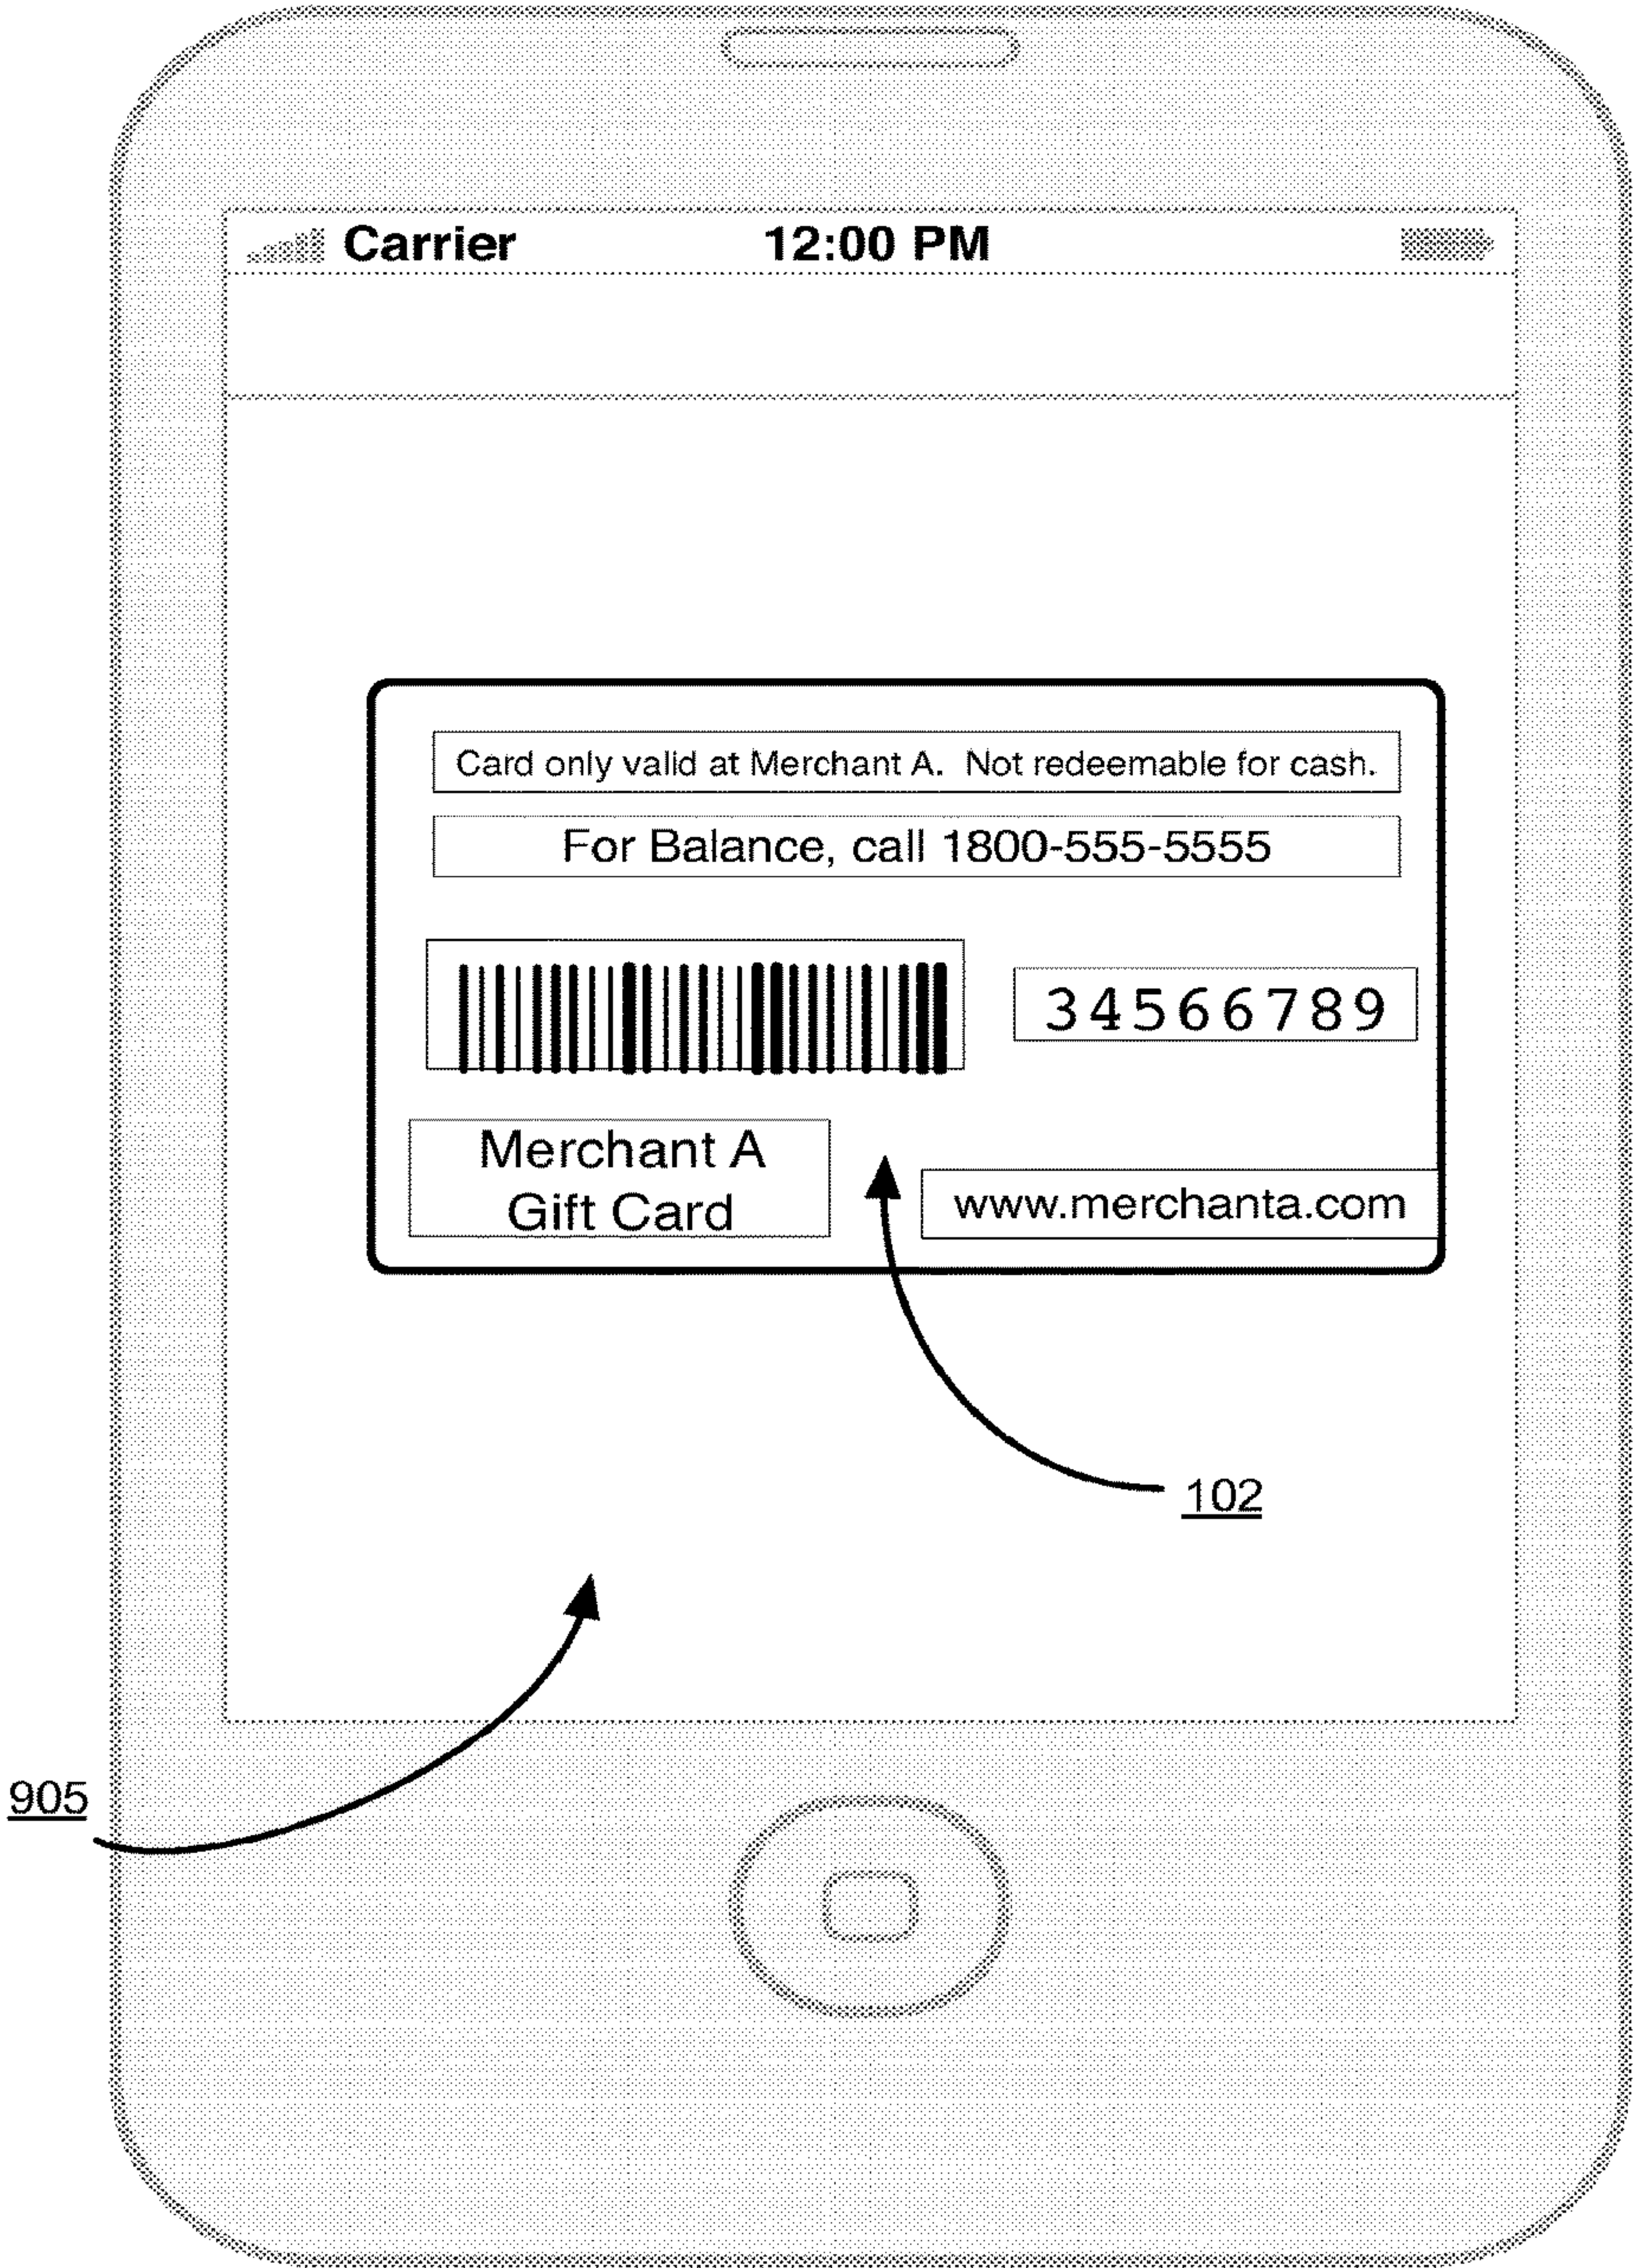 Carrier 12:00 PM
Card only valid at Merchant A. Not redeemable for cash.
For Balance, call 1800-555-5555
34566789
Merchant A
Gift Card
www.merchanta.com
102
905